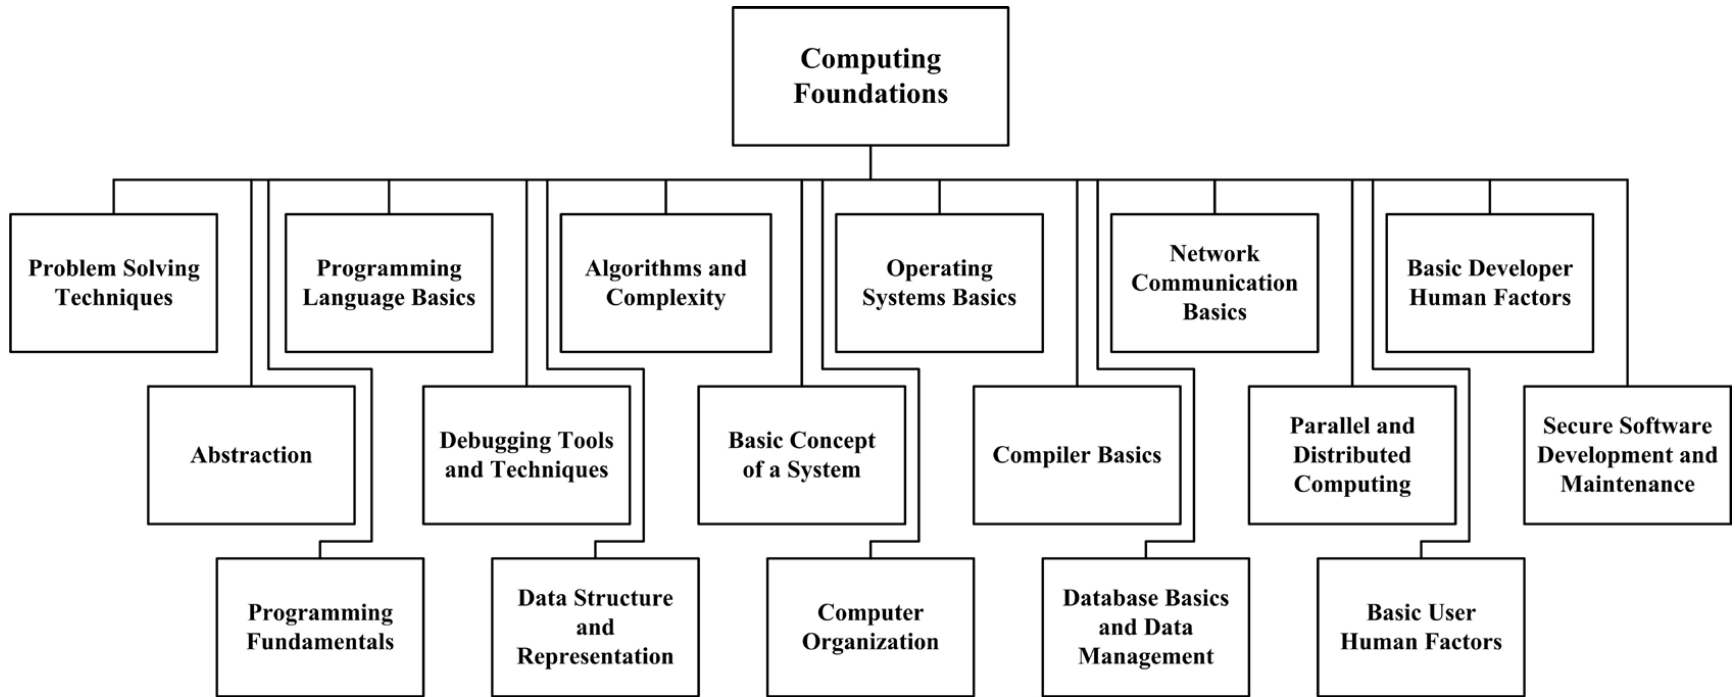 Computing
Foundations
Problem Solving
Techniques
Programming
Language Basics
Algorithms and
Complexity
Operating
Systems Basics
Network
Communication
Basics
Basic Developer
Human Factors
Abstraction
Debugging Tools
and Techniques
Basic Concept
of a System
Compiler Basics
Parallel and
Distributed
Computing
Secure Software
Development and
Maintenance
Programming
Fundamentals
Data Structure
and
Representation
Computer
Organization
Database Basics
and Data
Management
Basic User
Human Factors